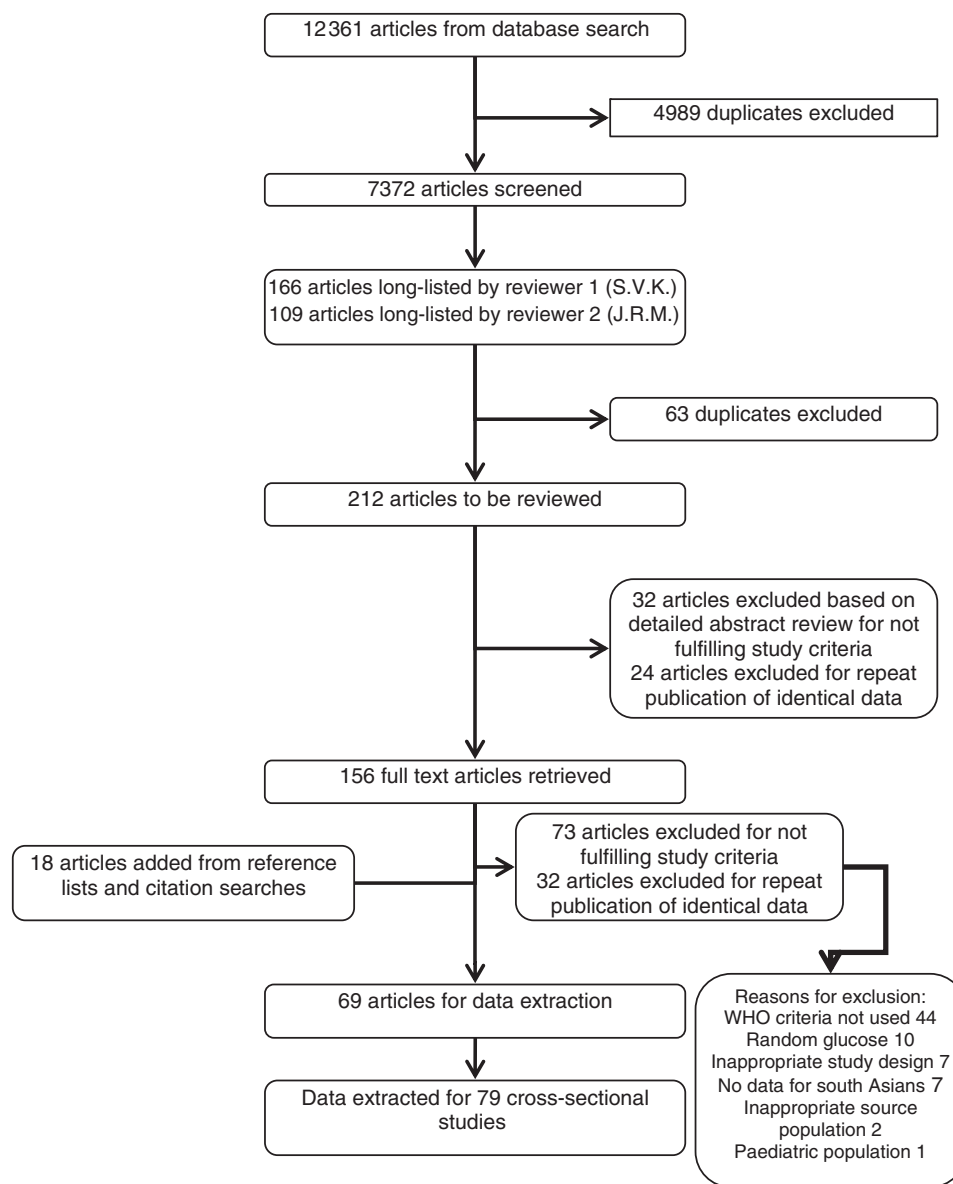 12361 articles from database search
4989 duplicates excluded
7372 articles screened
166 articles long-listed by reviewer 1 (S.V.K.)
109 articles long-listed by reviewer 2 (J.R.M.)
63 duplicates excluded
212 articles to be reviewed
32 articles excluded based on
detailed abstract review for not
fulfilling study criteria
24 articles excluded for repeat
publication of identical data
156 full text articles retrieved
18 articles added from reference
lists and citation searches
73 articles excluded for not
fulfilling study criteria
32 articles excluded for repeat
publication of identical data
69 articles for data extraction
Data extracted for 79 cross-sectional
studies
Reasons for exclusion:
WHO criteria not used 44
Random glucose 10
Inappropriate study design 7
No data for south Asians 7
Inappropriate source
population 2
Paediatric population 1